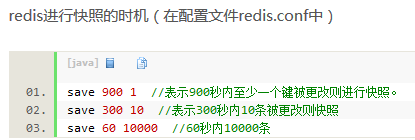 redis进行快照的时机（在配置文件redis.conf中）
[java]
01. save 900 1 //表示900秒内至少一个键被更改则进行快照。
02. save 300 10 //表示300秒内10条被更改则快照
03. save 60 10000 //60秒内10000条